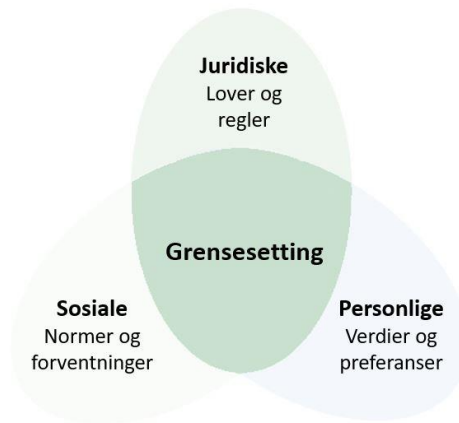 Juridiske
Lover og
regler
Grensesetting
Sosiale
Normer og
forventninger
Personlige
Verdier og
preferanser